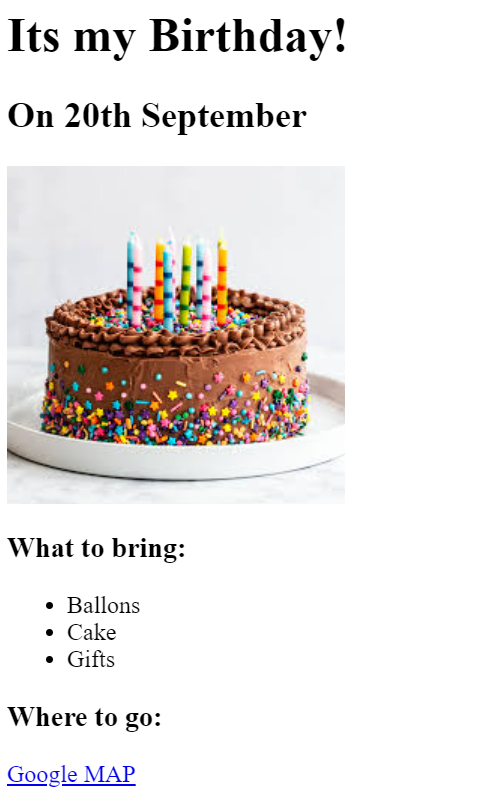 Its my Birthday!
On 20th September
What to bring:
Ballons
Cake
Gifts
Where to go:
Google MAP